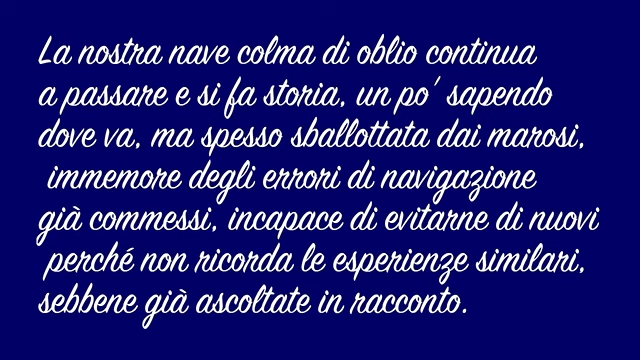 La nostra nave colma di oblio continua
a passare e si fa storia, un po' sapendo
dove va, ma spesso sballottata dai marosi,
immemore degli errori di navigazione
già commessi, incapace di evitarne di nuovi
perché non ricorda le esperienze similari,
sebbene già ascoltate in racconto.